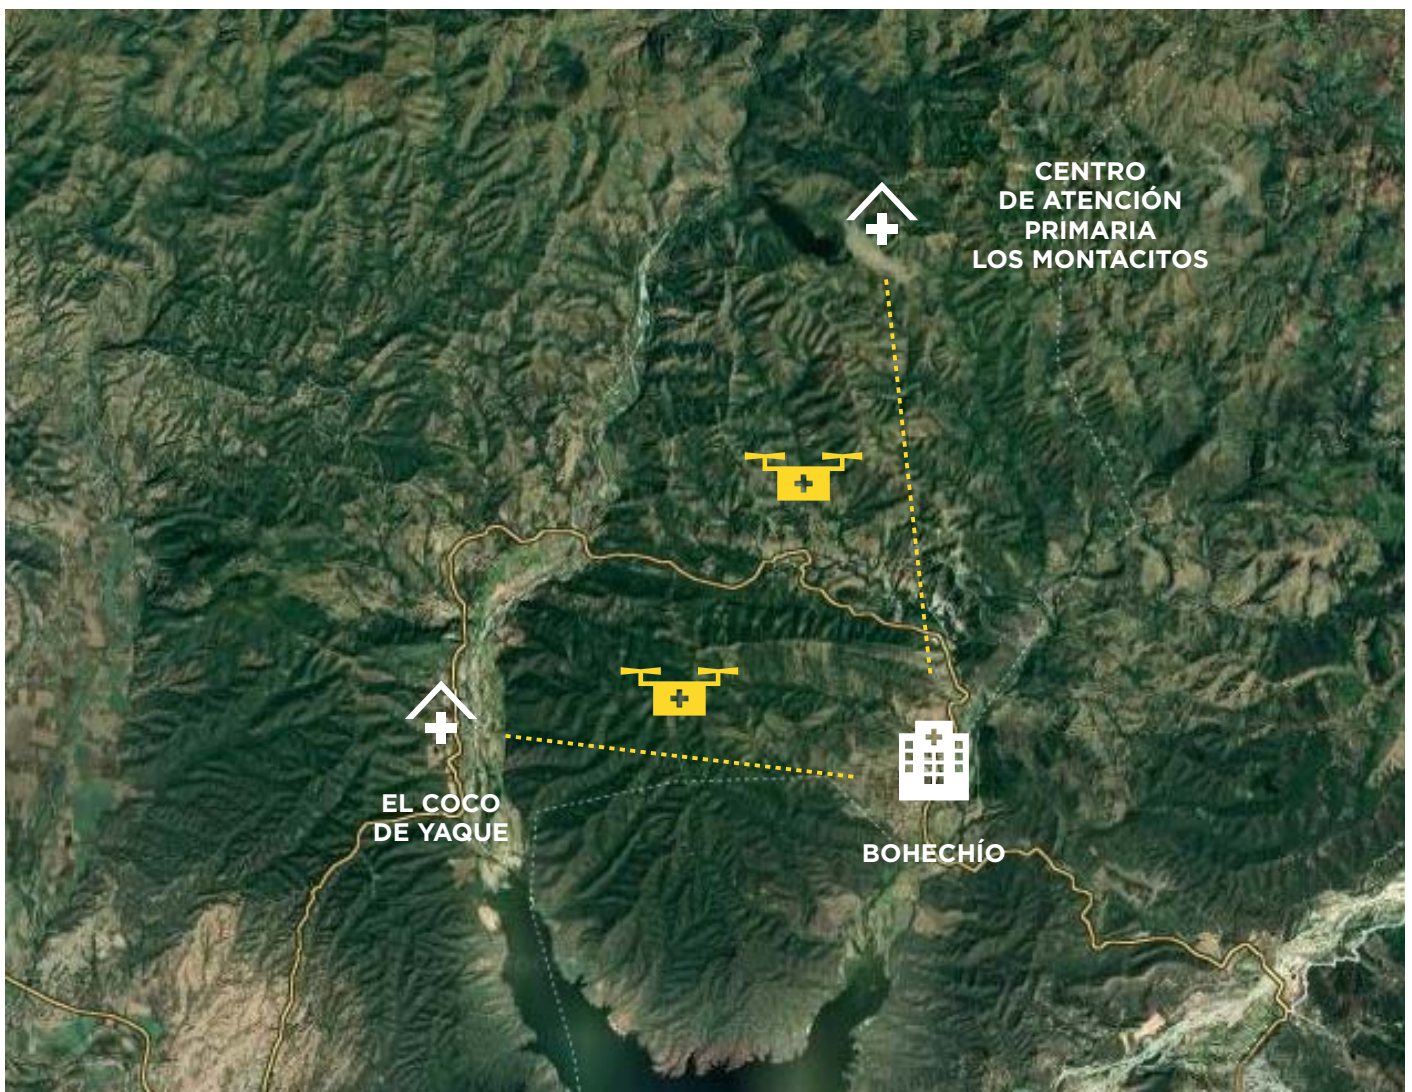 CENTRO
DE ATENCIÓN
PRIMARIA
LOS MONTACITOS
EL COCO
DE YAQUE
BOHECHÍO